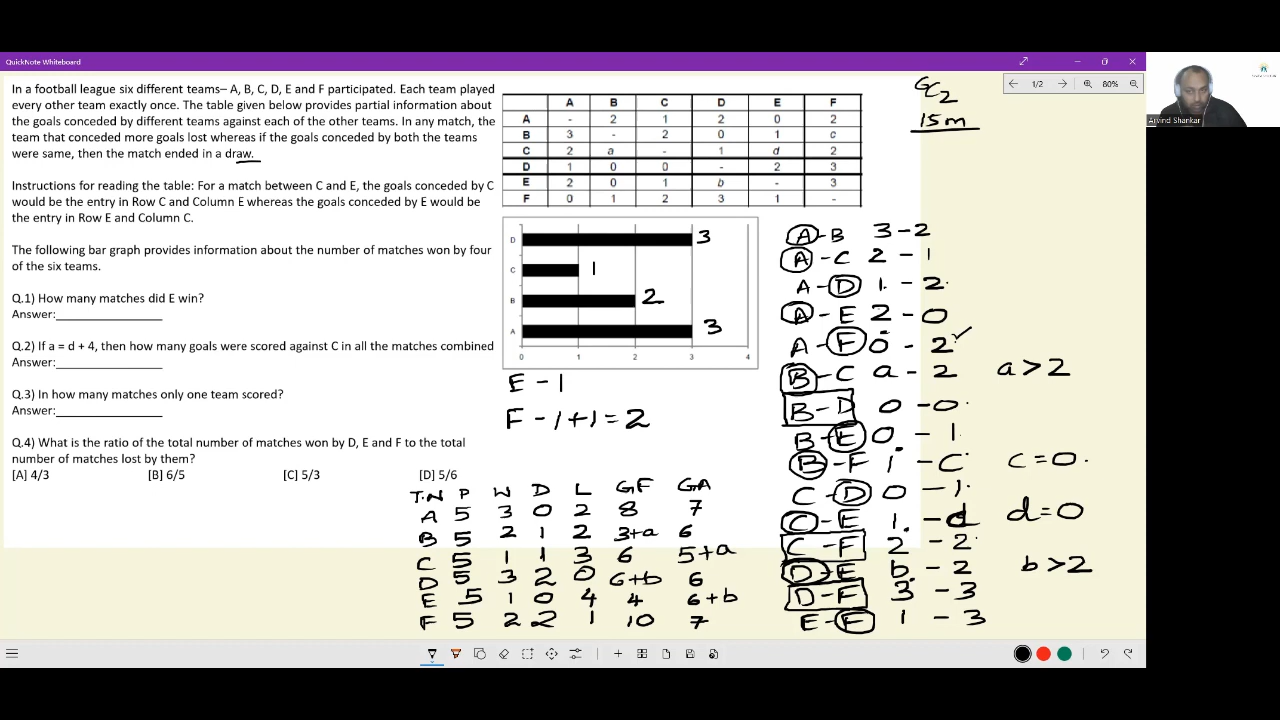 QuickNote Whiteboard
In a football league six different teams– A, B, C, D, E and F participted. Each team played
every other team exactly once. The table given below provides partial information about
the goals conceded by different teams against each of the other teams. In any match, the
team that conceded more goals lost whereas if the goals conceded by both the teams
were same, then the match ended in a draw.
Instructions for reading the table: For a match between C and E, the goals conceded by C
would be the entry in Row C and Column E whereas the goals conceded by E would be
the entry in Row E and Column C.
The following bar graph provides information about the number of matches won by four
of the six teams.
Q.1) How many matches did E win?
Answer:
Q.2) If a = d + 4, then how many goals were scored against C in all the matches combined
Answer:
Q.3) In how many matches only one team scored?
Answer:
Q.4) What is the ratio of the total number of matches won by D, E and F to the total
number of matches lost by them?
[A] 4/3 [B] 6/5 [C] 5/3 [D] 5/6
A B C D E F
A - 2 1 2 0 2
B 3 - 2 0 1 c
C 2 a - 1 d 2
D 1 0 0 - 2 3
E 2 0 1 b - 3
F 0 1 2 3 1 -
D 3
C 1
B 2
A 3
0 1 2 3 4
E - 1
F - 1+1=2
T.N P W D L GF GA
A 5 3 0 2 8 7
B 5 2 1 2 3+a 6
C 5 1 1 3 6 5+a
D 5 3 2 0 6+b 6
E 5 1 0 4 4 6+b
F 5 2 2 1 10 7
GC2
15m
1/2
80%
A-B 3-2
A-C 2-1
A-D 1-2
A-E 2-0
A-F 0-2
B-C a-2 a>2
B-D 0-0
B-E 0-1
B-F 1-C c=0
C-D 0-1
C-E 1-d d=0
C-F 2-2
D-E b-2 b>2
D-F 3-3
E-F 1-3
Arvind Shankar